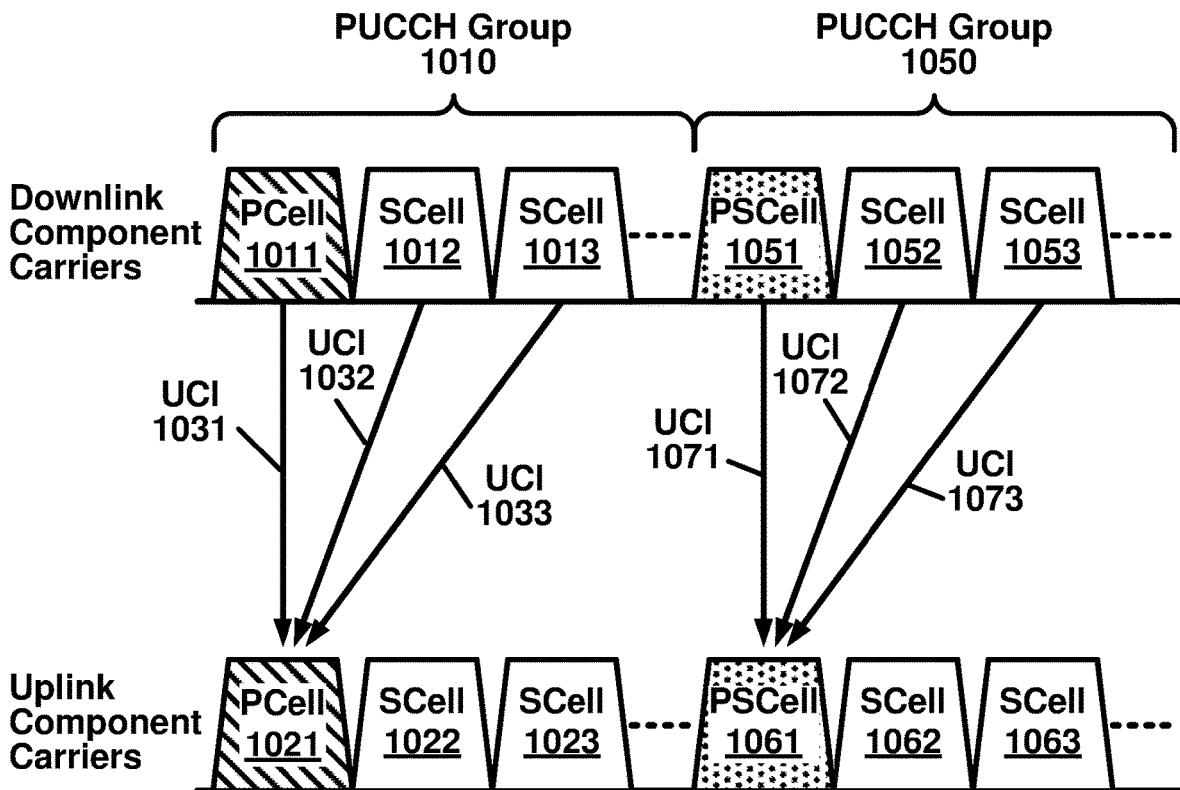 PUCCH Group
1010
PUCCH Group
1050
Downlink
Component
Carriers
PCell
1011
SCell
1012
SCell
1013
PSCell
1051
SCell
1052
SCell
1053
UCI
1031
UCI
1032
UCI
1033
UCI
1071
UCI
1072
UCI
1073
Uplink
Component
Carriers
PCell
1021
SCell
1022
SCell
1023
PSCell
1061
SCell
1062
SCell
1063